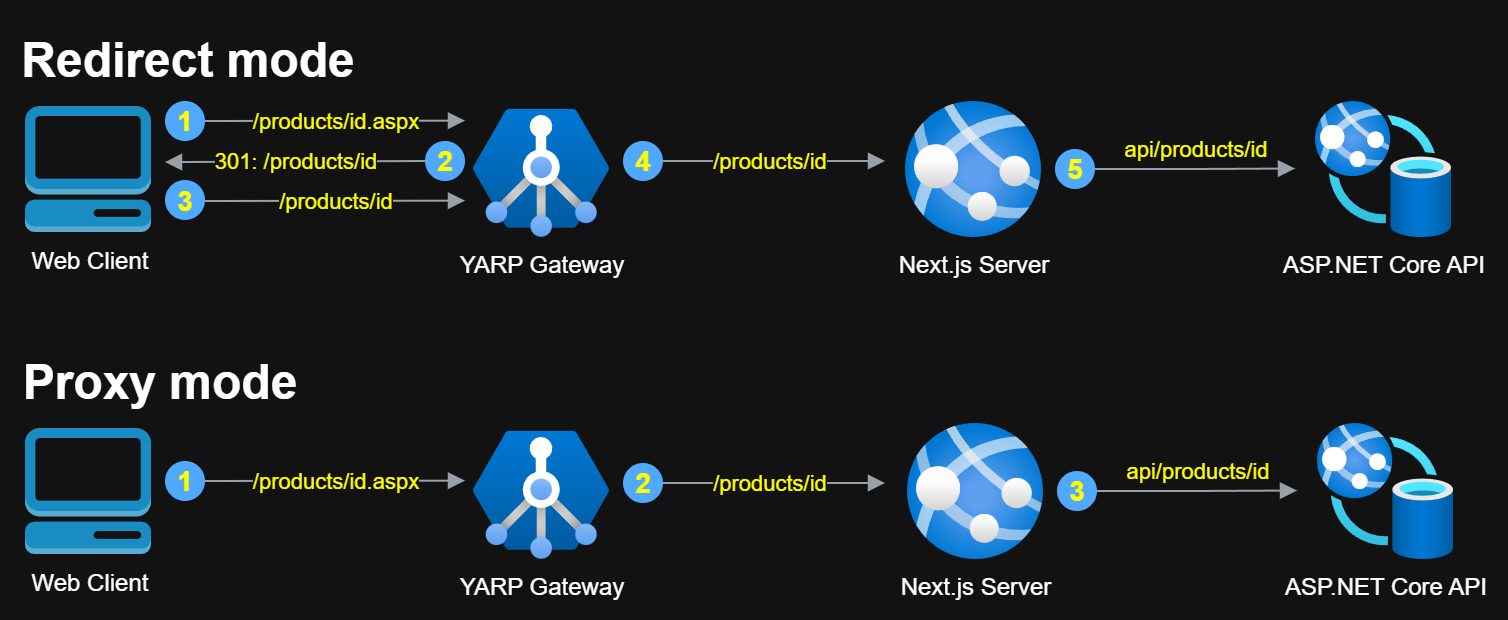 Redirect mode
1 /products/id.aspx
301: /products/id 2
3 /products/id
4 /products/id
5 api/products/id
Web Client
YARP Gateway
Next.js Server
ASP.NET Core API
Proxy mode
1 /products/id.aspx
2 /products/id
3 api/products/id
Web Client
YARP Gateway
Next.js Server
ASP.NET Core API